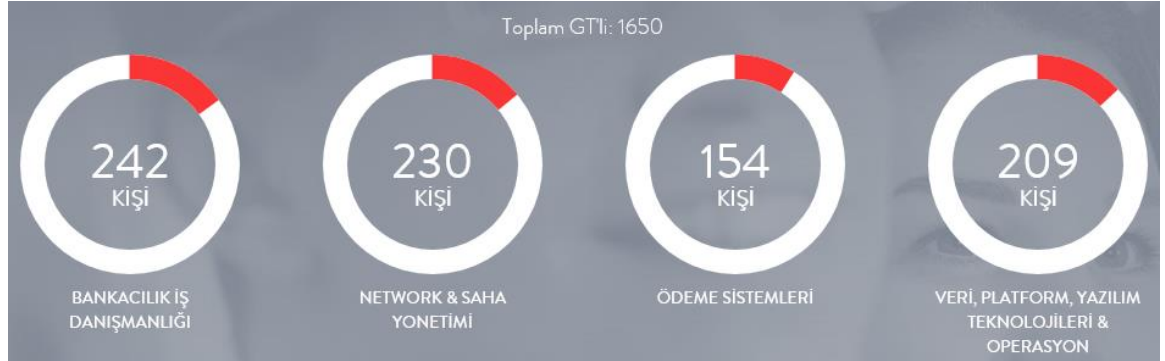 Toplam GT'li: 1650
242
KİŞİ
BANKACILIK İŞ
DANIŞMANLIĞI
230
KİŞİ
NETWORK & SAHA
YONETİMİ
154
KİŞİ
ÖDEME SİSTEMLERİ
209
KİŞİ
VERİ, PLATFORM, YAZILIM
TEKNOLOJİLERİ &
OPERASYON